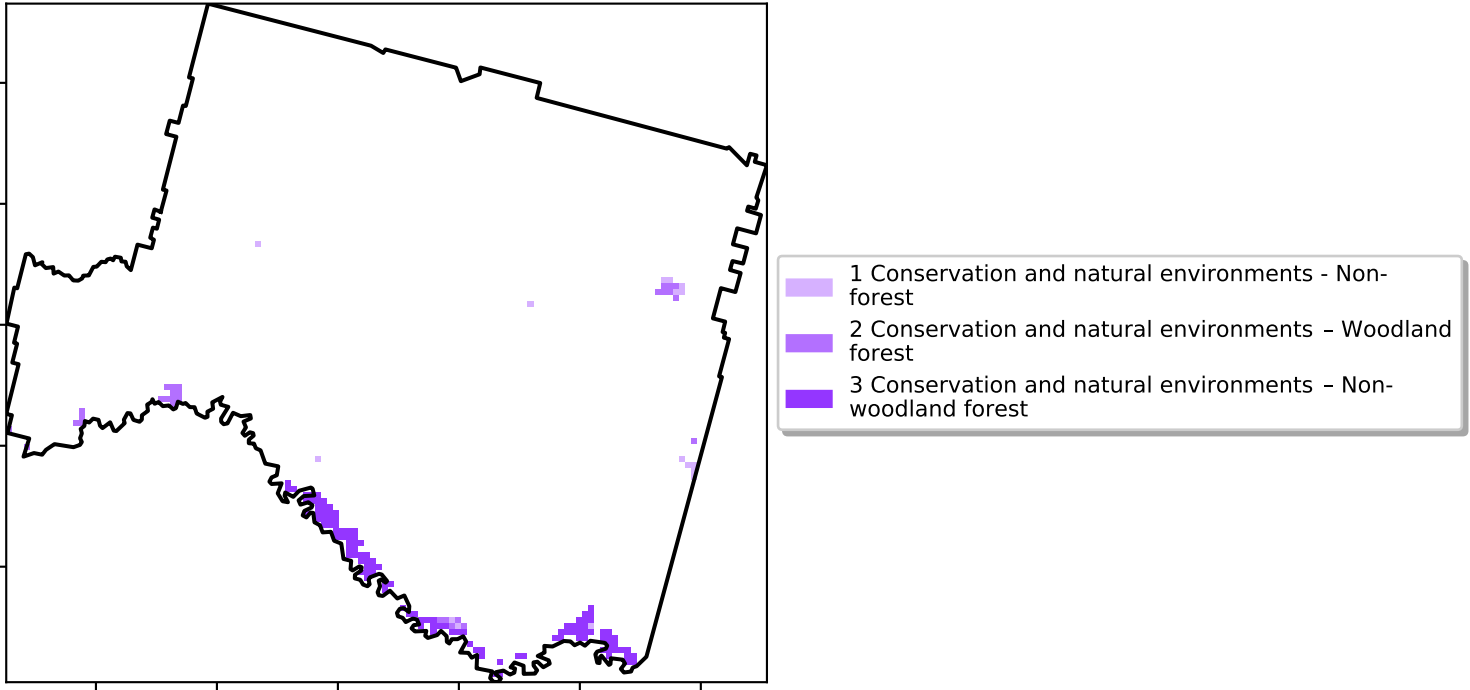 1 Conservation and natural environments - Non-
forest
2 Conservation and natural environments – Woodland
forest
3 Conservation and natural environments – Non-
woodland forest